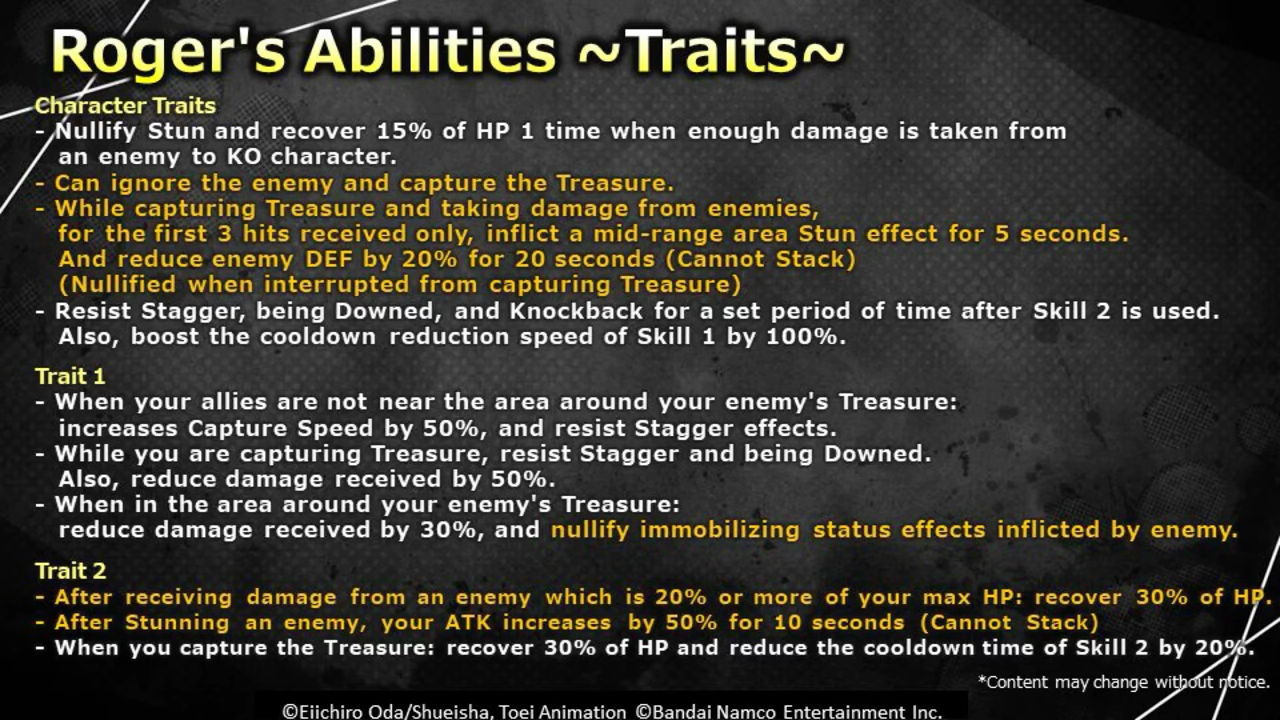 Roger's Abilities ~Traits~
Character Traits
- Nullify Stun and recover 15% of HP 1 time when enough damage is taken from
an enemy to KO character.
- Can ignore the enemy and capture the Treasure.
- While capturing Treasure and taking damage from enemies,
for the first 3 hits received only, inflict a mid-range area Stun effect for 5 seconds.
And reduce enemy DEF by 20% for 20 seconds (Cannot Stack)
(Nullified when interrupted from capturing Treasure)
- Resist Stagger, being Downed, and Knockback for a set period of time after Skill 2 is used.
Also, boost the cooldown reduction speed of Skill 1 by 100%.
Trait 1
- When your allies are not near the area around your enemy's Treasure:
increases Capture Speed by 50%, and resist Stagger effects.
- While you are capturing Treasure, resist Stagger and being Downed.
Also, reduce damage received by 50%.
- When in the area around your enemy's Treasure:
reduce damage received by 30%, and nullify immobilizing status effects inflicted by enemy.
Trait 2
- After receiving damage from an enemy which is 20% or more of your max HP: recover 30% of HP.
- After Stunning an enemy, your ATK increases by 50% for 10 seconds (Cannot Stack)
- When you capture the Treasure: recover 30% of HP and reduce the cooldown time of Skill 2 by 20%.
*Content may change without notice.
©Eiichiro Oda/Shueisha, Toei Animation ©Bandai Namco Entertainment Inc.